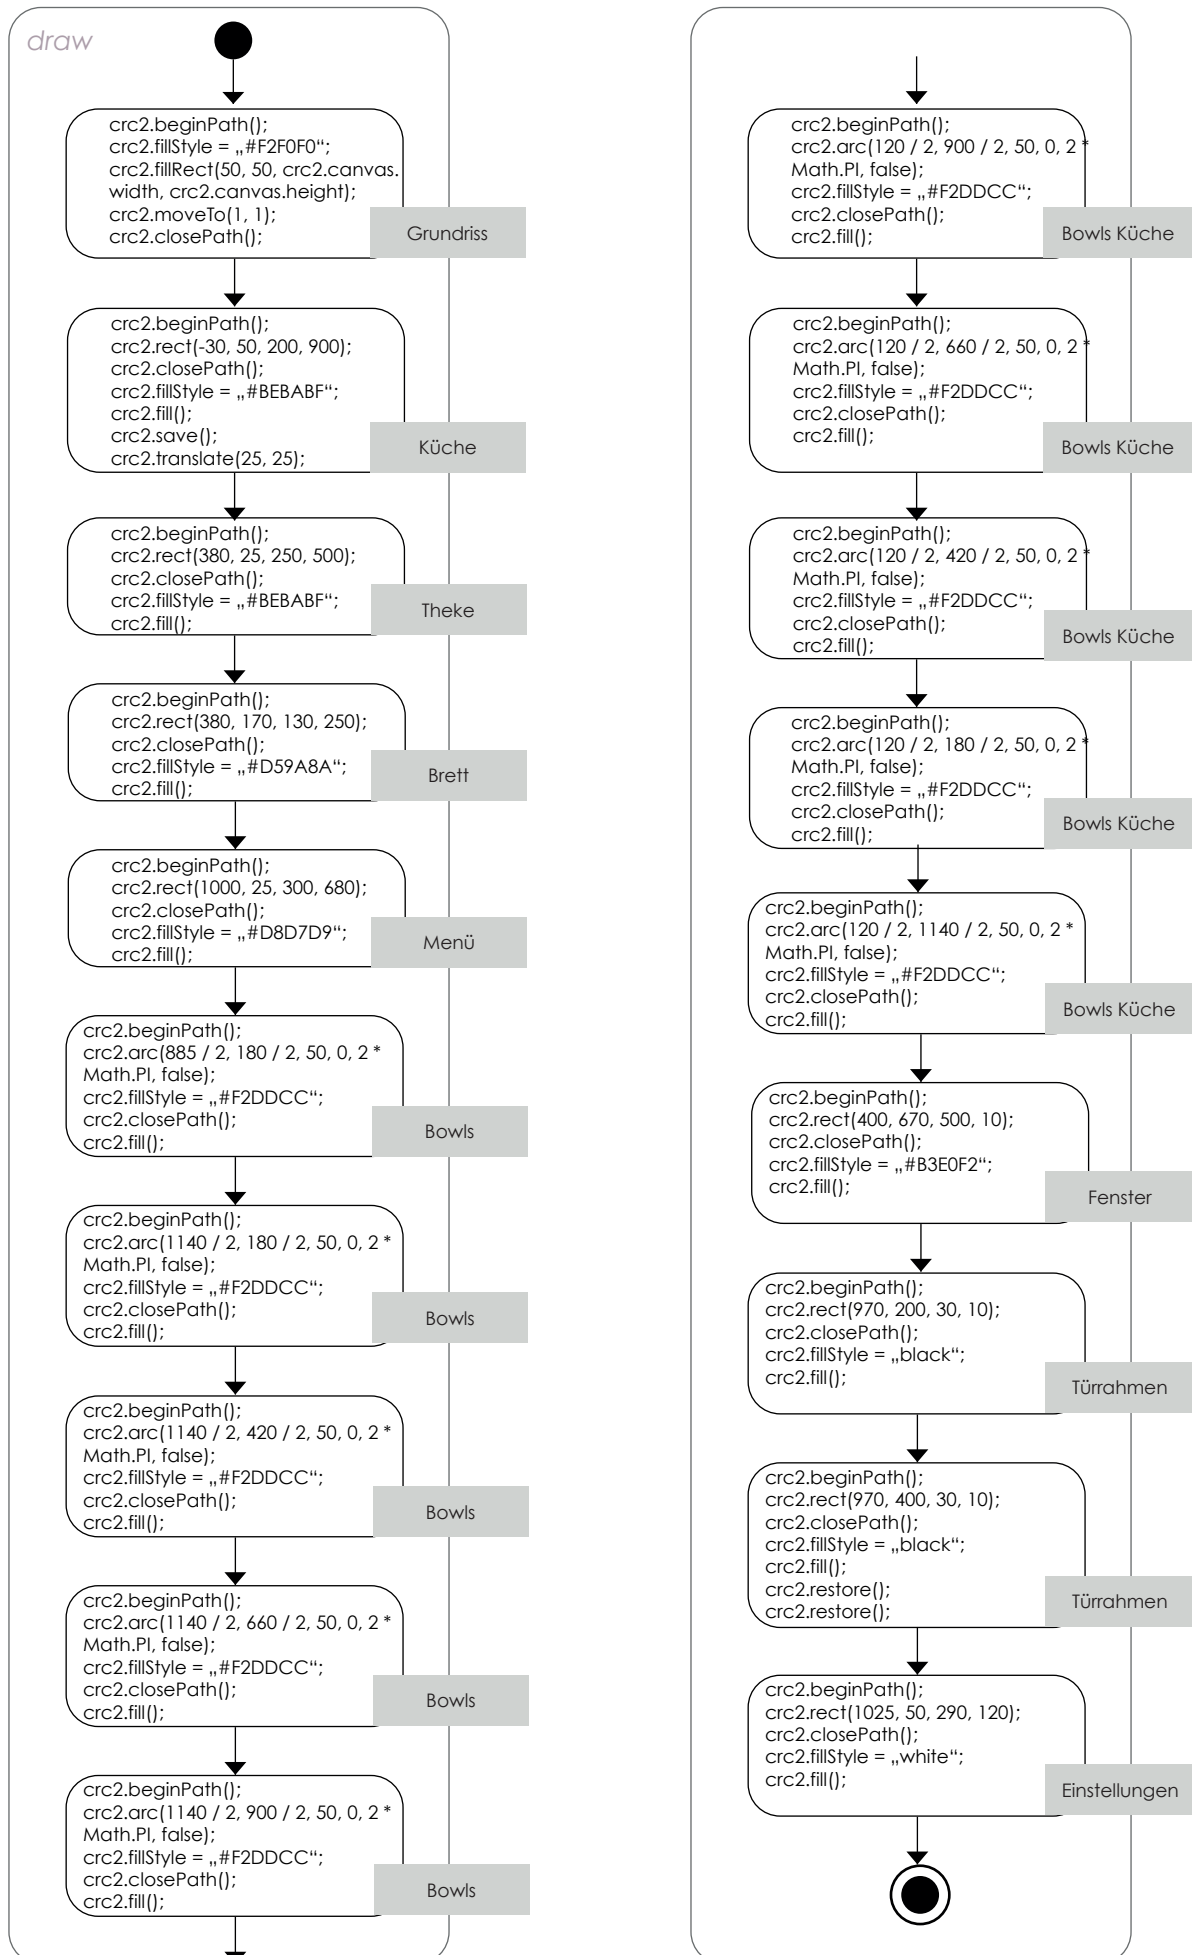 draw
crc2.beginPath();
crc2.fillStyle = „#F2F0F0“;
crc2.fillRect(50, 50, crc2.canvas.
width, crc2.canvas.height);
crc2.moveTo(1, 1);
crc2.closePath();
Grundriss
crc2.beginPath();
crc2.rect(-30, 50, 200, 900);
crc2.closePath();
crc2.fillStyle = „#BEBABF“;
crc2.fill();
crc2.save();
crc2.translate(25, 25);
Küche
crc2.beginPath();
crc2.rect(380, 25, 250, 500);
crc2.closePath();
crc2.fillStyle = „#BEBABF“;
crc2.fill();
Theke
crc2.beginPath();
crc2.rect(380, 170, 130, 250);
crc2.closePath();
crc2.fillStyle = „#D59A8A“;
crc2.fill();
Brett
crc2.beginPath();
crc2.rect(1000, 25, 300, 680);
crc2.closePath();
crc2.fillStyle = „#D8D7D9“;
crc2.fill();
Menü
crc2.beginPath();
crc2.arc(885 / 2, 180 / 2, 50, 0, 2 *
Math.PI, false);
crc2.fillStyle = „#F2DDCC“;
crc2.closePath();
crc2.fill();
Bowls
crc2.beginPath();
crc2.arc(1140 / 2, 180 / 2, 50, 0, 2 *
Math.PI, false);
crc2.fillStyle = „#F2DDCC“;
crc2.closePath();
crc2.fill();
Bowls
crc2.beginPath();
crc2.arc(1140 / 2, 420 / 2, 50, 0, 2 *
Math.PI, false);
crc2.fillStyle = „#F2DDCC“;
crc2.closePath();
crc2.fill();
Bowls
crc2.beginPath();
crc2.arc(1140 / 2, 660 / 2, 50, 0, 2 *
Math.PI, false);
crc2.fillStyle = „#F2DDCC“;
crc2.closePath();
crc2.fill();
Bowls
crc2.beginPath();
crc2.arc(1140 / 2, 900 / 2, 50, 0, 2 *
Math.PI, false);
crc2.fillStyle = „#F2DDCC“;
crc2.closePath();
crc2.fill();
Bowls
crc2.beginPath();
crc2.arc(120 / 2, 900 / 2, 50, 0, 2 *
Math.PI, false);
crc2.fillStyle = „#F2DDCC“;
crc2.closePath();
crc2.fill();
Bowls Küche
crc2.beginPath();
crc2.arc(120 / 2, 660 / 2, 50, 0, 2 *
Math.PI, false);
crc2.fillStyle = „#F2DDCC“;
crc2.closePath();
crc2.fill();
Bowls Küche
crc2.beginPath();
crc2.arc(120 / 2, 420 / 2, 50, 0, 2 *
Math.PI, false);
crc2.fillStyle = „#F2DDCC“;
crc2.closePath();
crc2.fill();
Bowls Küche
crc2.beginPath();
crc2.arc(120 / 2, 180 / 2, 50, 0, 2 *
Math.PI, false);
crc2.fillStyle = „#F2DDCC“;
crc2.closePath();
crc2.fill();
Bowls Küche
crc2.beginPath();
crc2.arc(120 / 2, 1140 / 2, 50, 0, 2 *
Math.PI, false);
crc2.fillStyle = „#F2DDCC“;
crc2.closePath();
crc2.fill();
Bowls Küche
crc2.beginPath();
crc2.rect(400, 670, 500, 10);
crc2.closePath();
crc2.fillStyle = „#B3E0F2“;
crc2.fill();
Fenster
crc2.beginPath();
crc2.rect(970, 200, 30, 10);
crc2.closePath();
crc2.fillStyle = „black“;
crc2.fill();
Türrahmen
crc2.beginPath();
crc2.rect(970, 400, 30, 10);
crc2.closePath();
crc2.fillStyle = „black“;
crc2.fill();
crc2.restore();
crc2.restore();
Türrahmen
crc2.beginPath();
crc2.rect(1025, 50, 290, 120);
crc2.closePath();
crc2.fillStyle = „white“;
crc2.fill();
Einstellungen